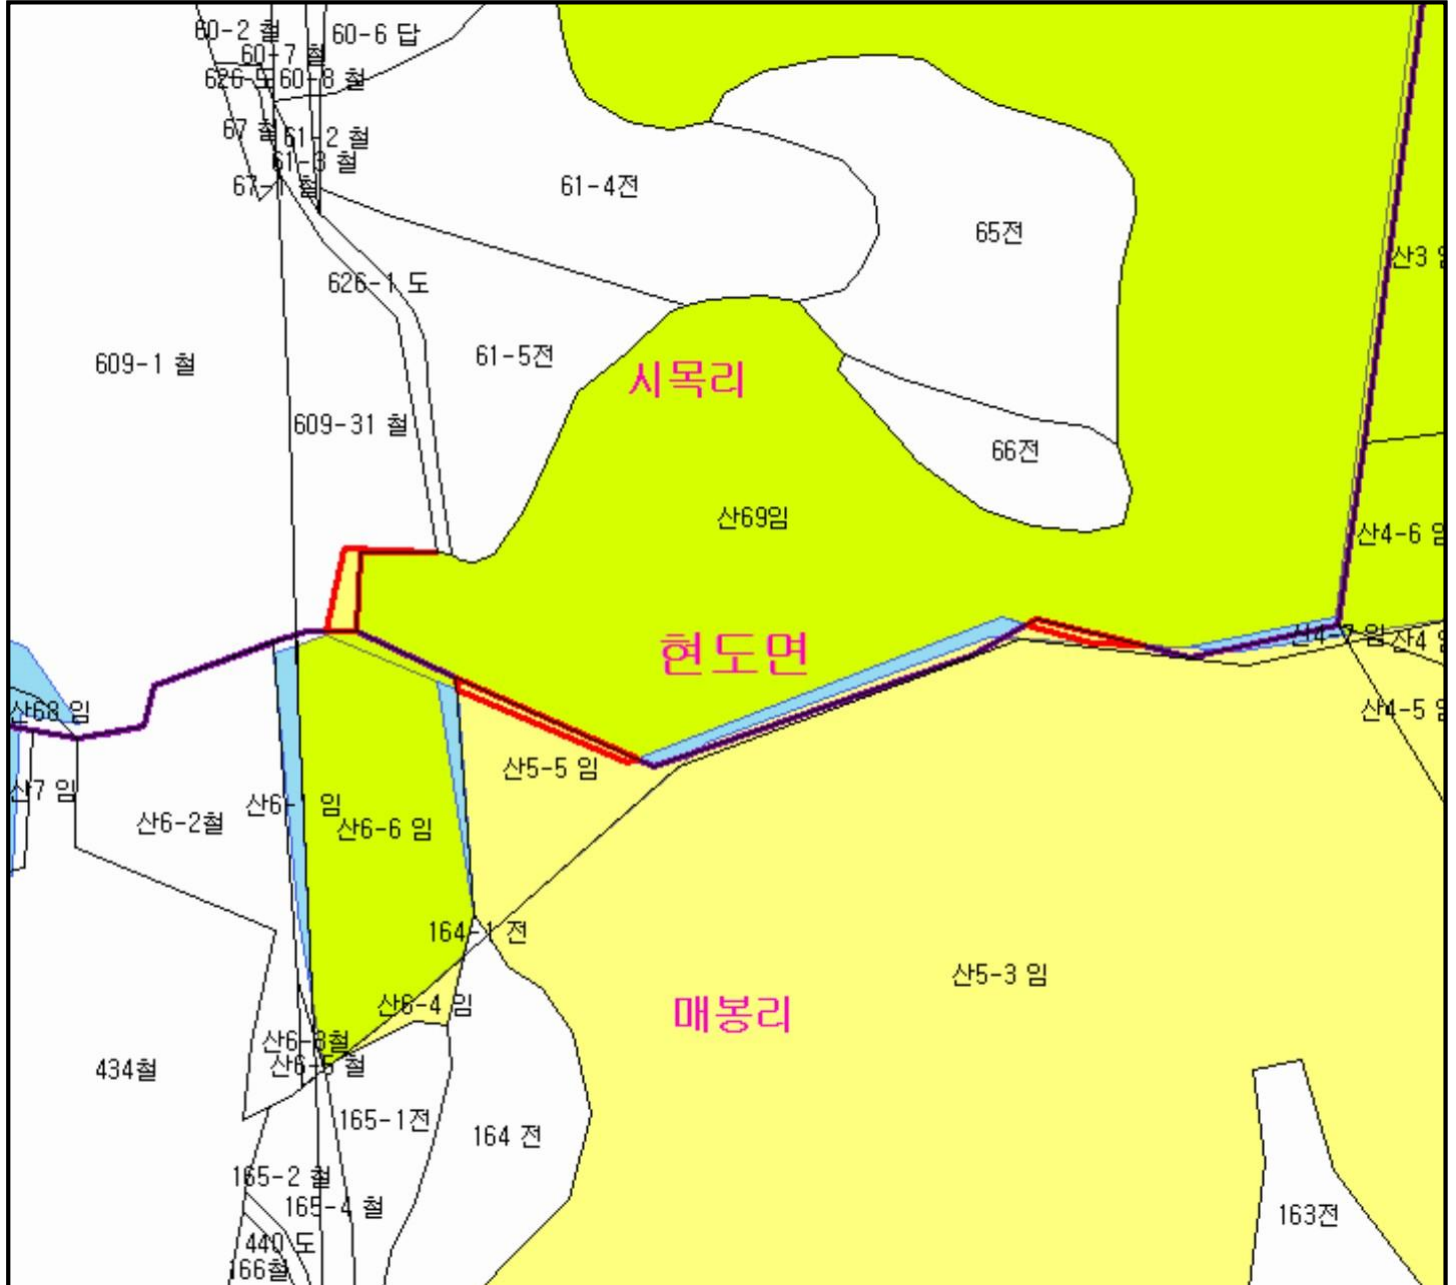 60-2 철
60-6 답
60-7 철
626 도
60-8 철
67 철
61-2 철
61-3 철
67-1 철
61-4전
65전
산3
626-1 도
609-1 철
61-5전
시목리
609-31 철
66전
산69임
산4-6 임
현도면
산4-7 임
산4
산68 임
산4-5 임
산5-5 임
산7 임
산6- 임
산6-2철
산6-6 임
164-1 전
산5-3 임
산6-4 임
매봉리
산6-3철
산6-5 철
434철
165-1전
164 전
165-2 철
165-4 철
163전
440 도
166철